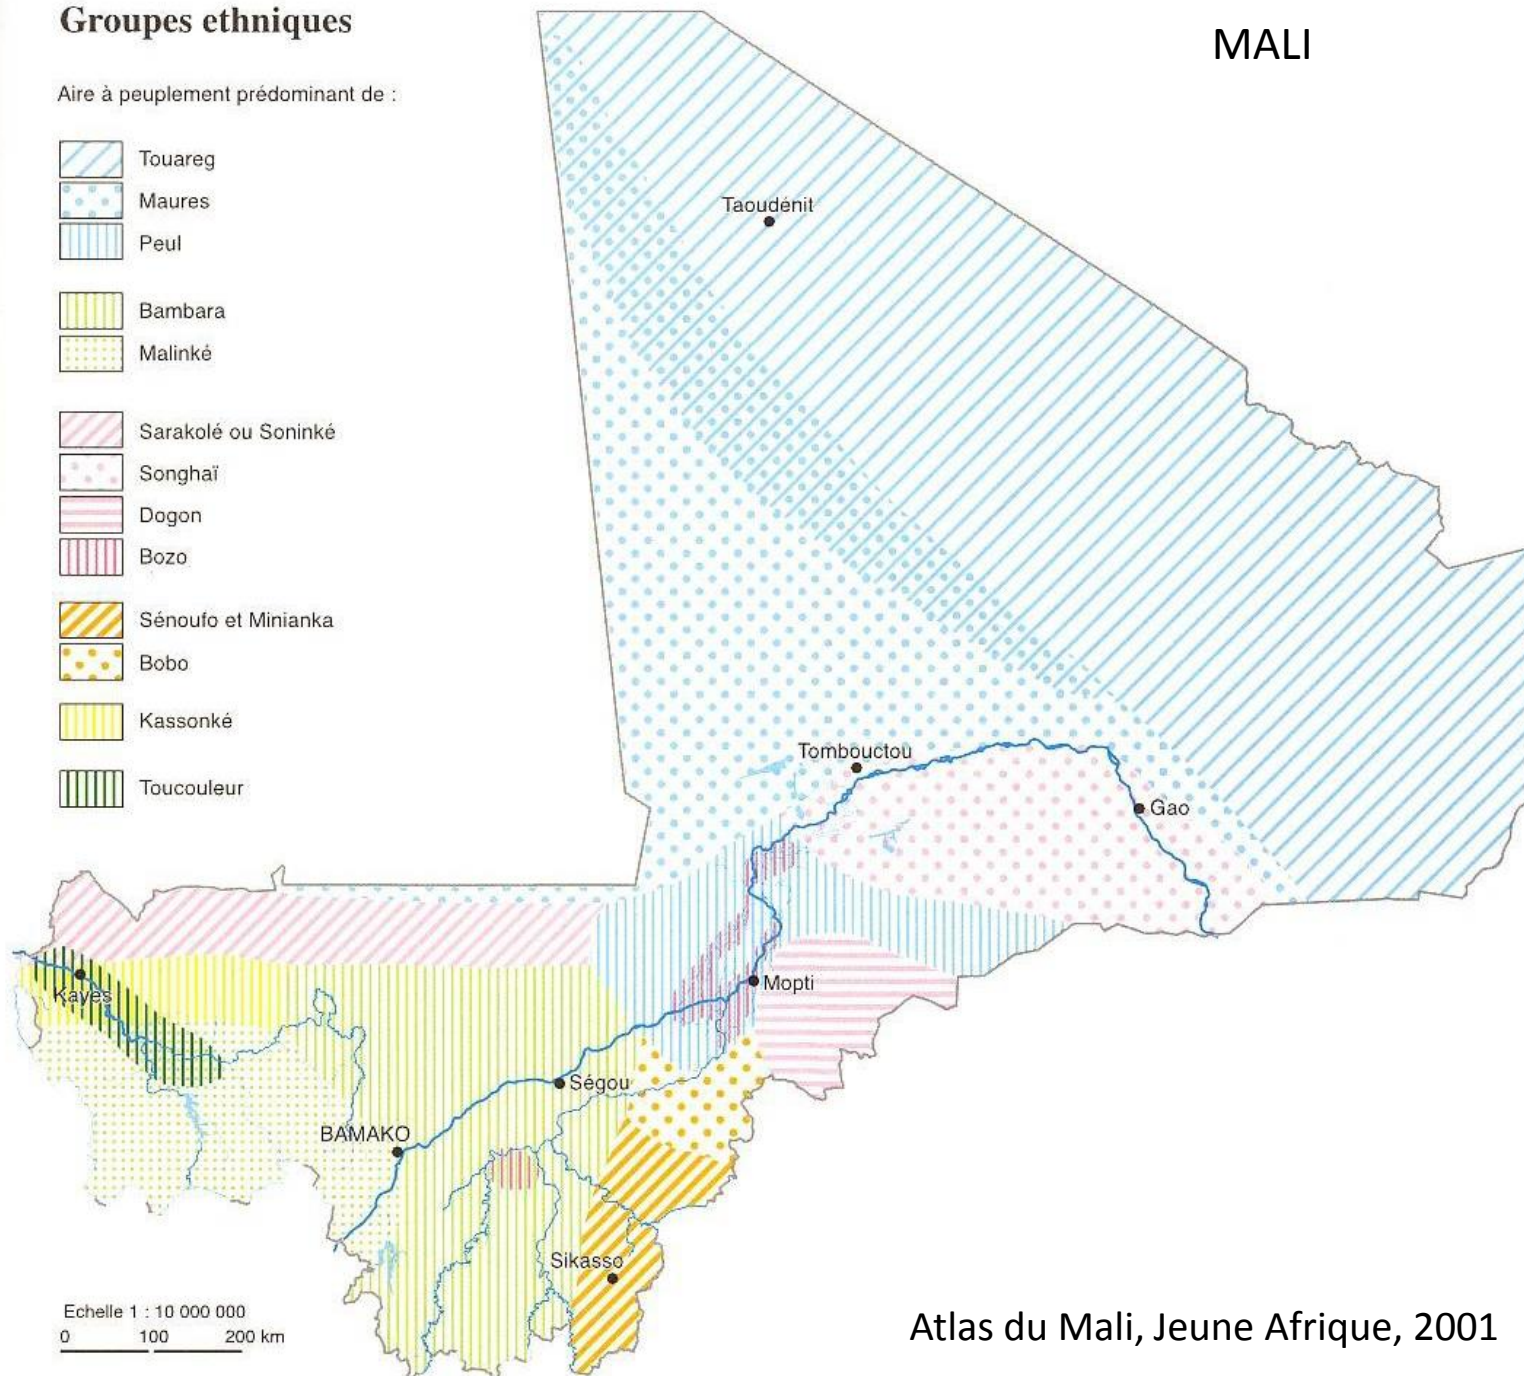 Groupes ethniques
MALI
Aire à peuplement prédominant de :
Touareg
Maures
Peul
Bambara
Malinké
Sarakolé ou Soninké
Songhaï
Dogon
Bozo
Sénoufo et Minianka
Bobo
Kassonké
Toucouleur
Taoudénit
Tombouctou
Gao
Mopti
Kayes
Ségou
BAMAKO
Sikasso
Echelle 1 : 10 000 000
0 100 200 km
Atlas du Mali, Jeune Afrique, 2001